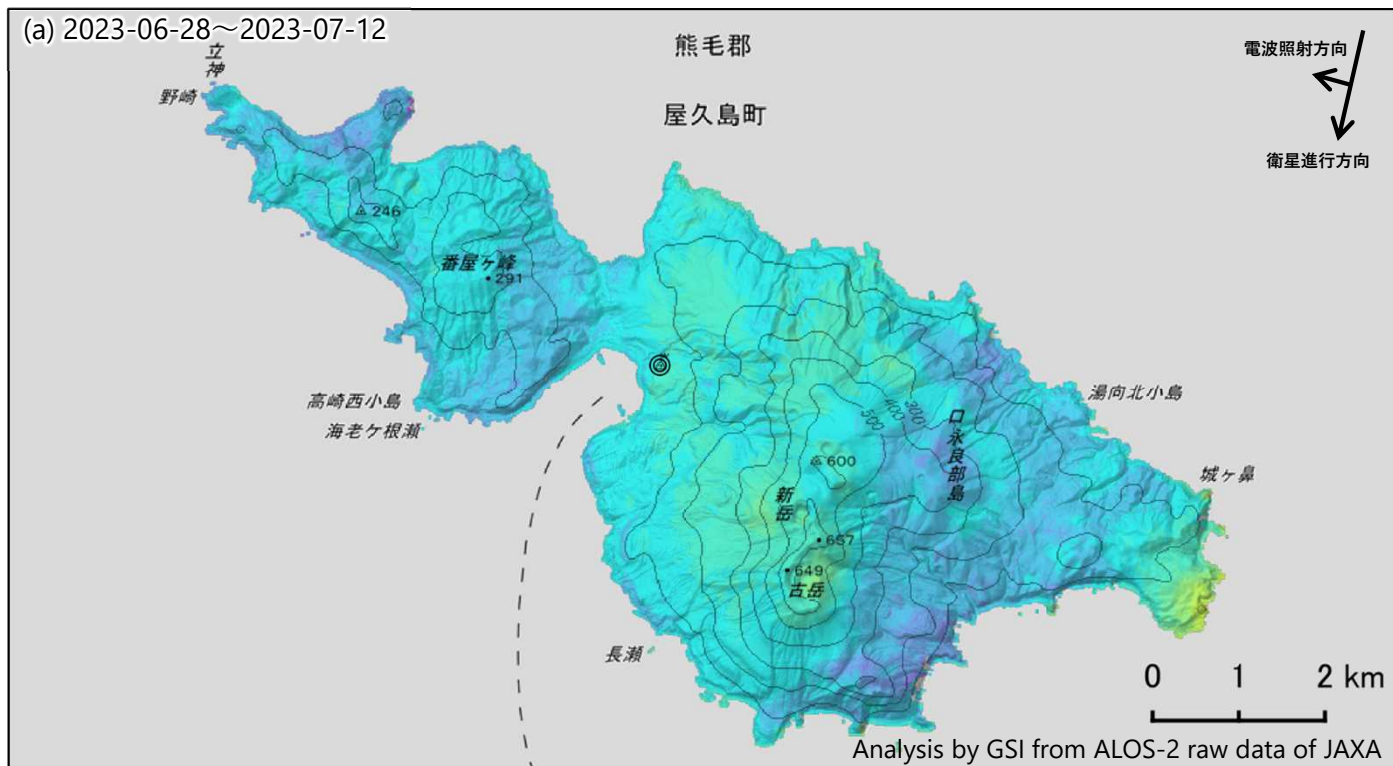 (a) 2023-06-28～2023-07-12
熊毛郡
屋久島町
電波照射方向
衛星進行方向
立神
野崎
246
番屋ヶ峰
291
高崎西小島
海老ケ根瀬
湯向北小島
城ヶ鼻
300
400
500
口永良部島
600
新岳
657
649
古岳
長瀬
0 1 2 km
Analysis by GSI from ALOS-2 raw data of JAXA